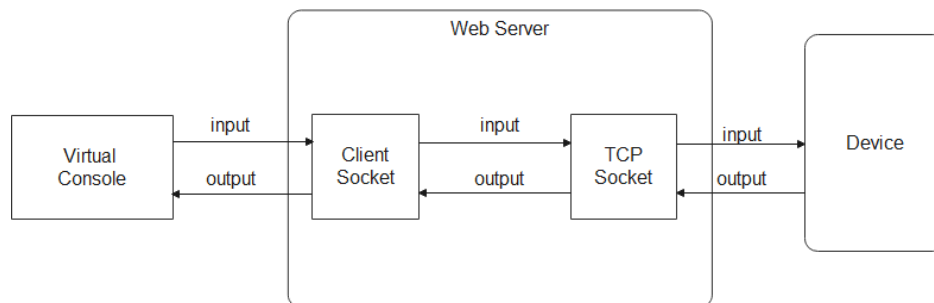 Web Server
Virtual
Console
input
output
Client
Socket
input
output
TCP
Socket
input
output
Device